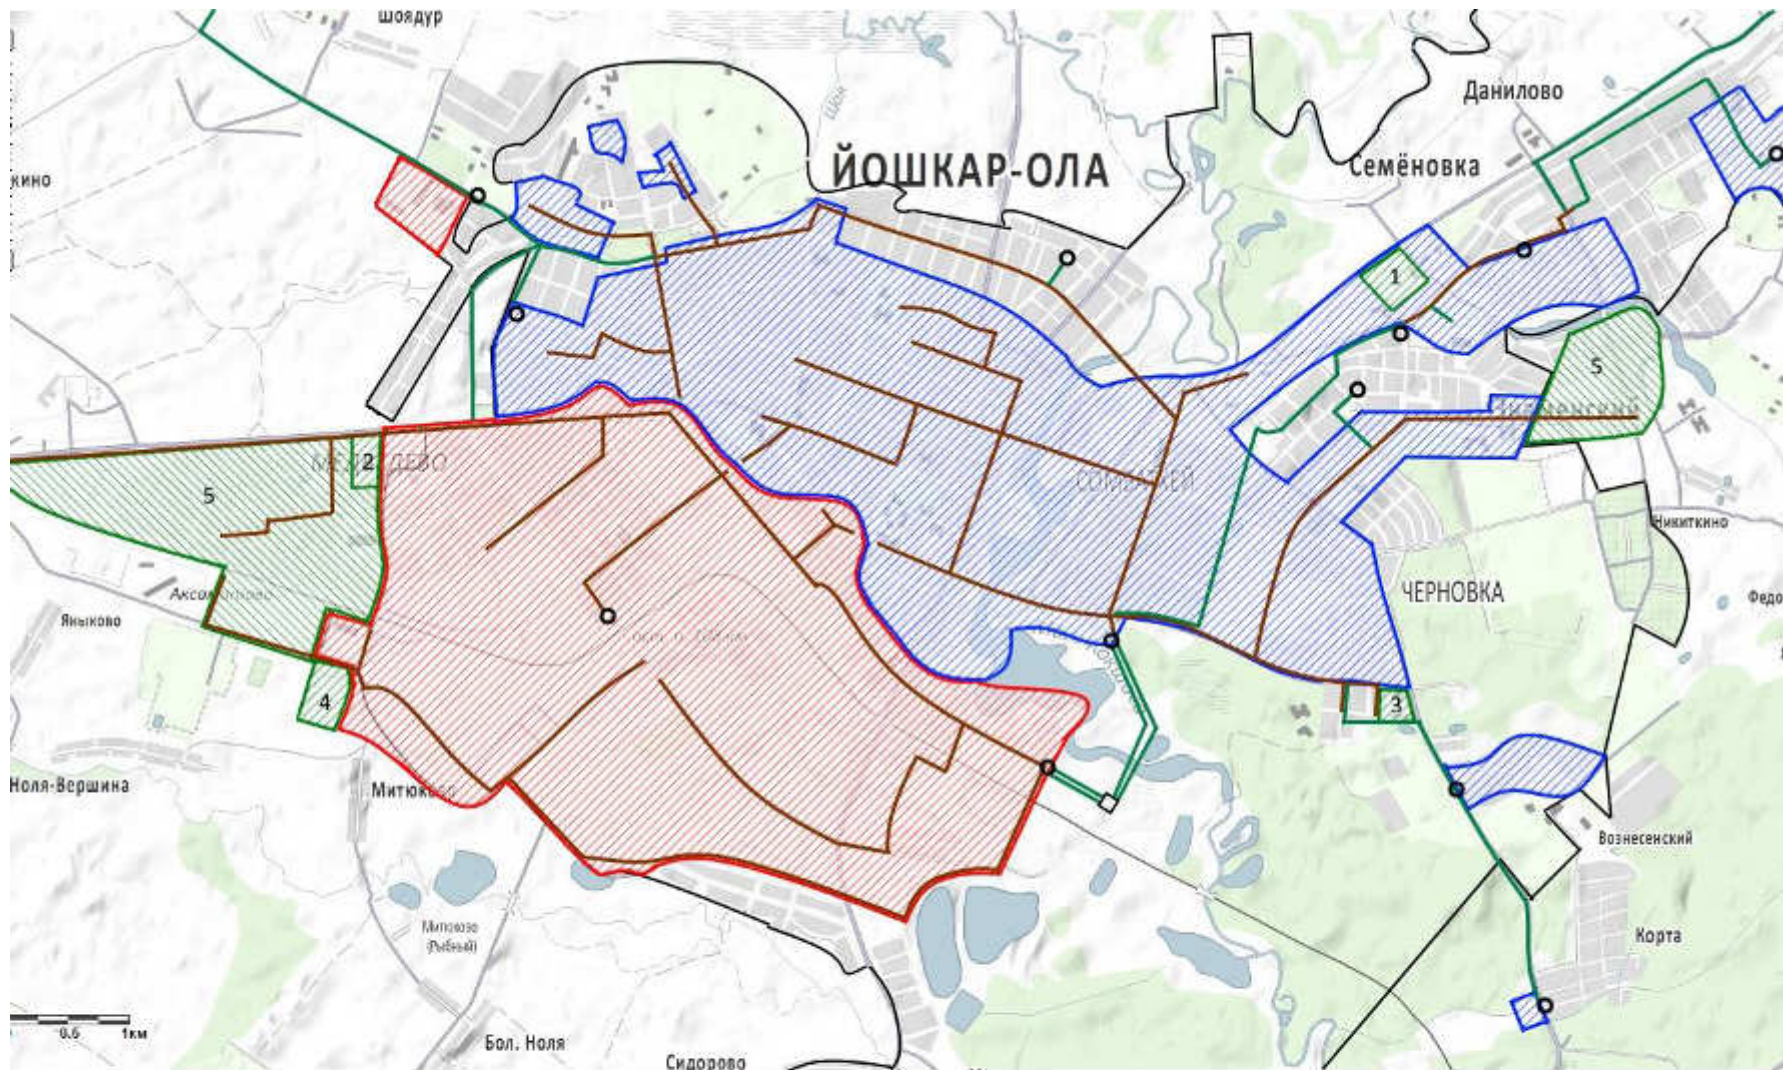 Шоядур
Данилово
Шоя
ЙОШКАР-ОЛА
Семёновка
кино
1
5
2
5
Никиткино
ЧЕРНОВКА
Федо
Яныково
4
3
Ноля-Вершина
Вознесенский
Корта
0.5 1км
Бол. Ноля
Сидорово